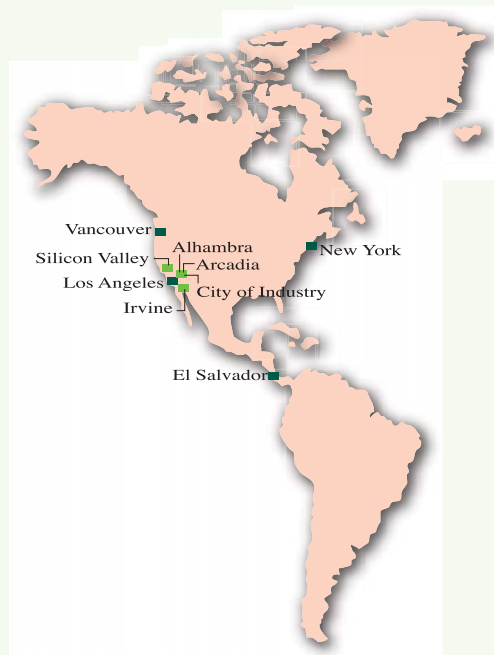 Vancouver
Alhambra
New York
Silicon Valley
Arcadia
Los Angeles
City of Industry
Irvine
El Salvador